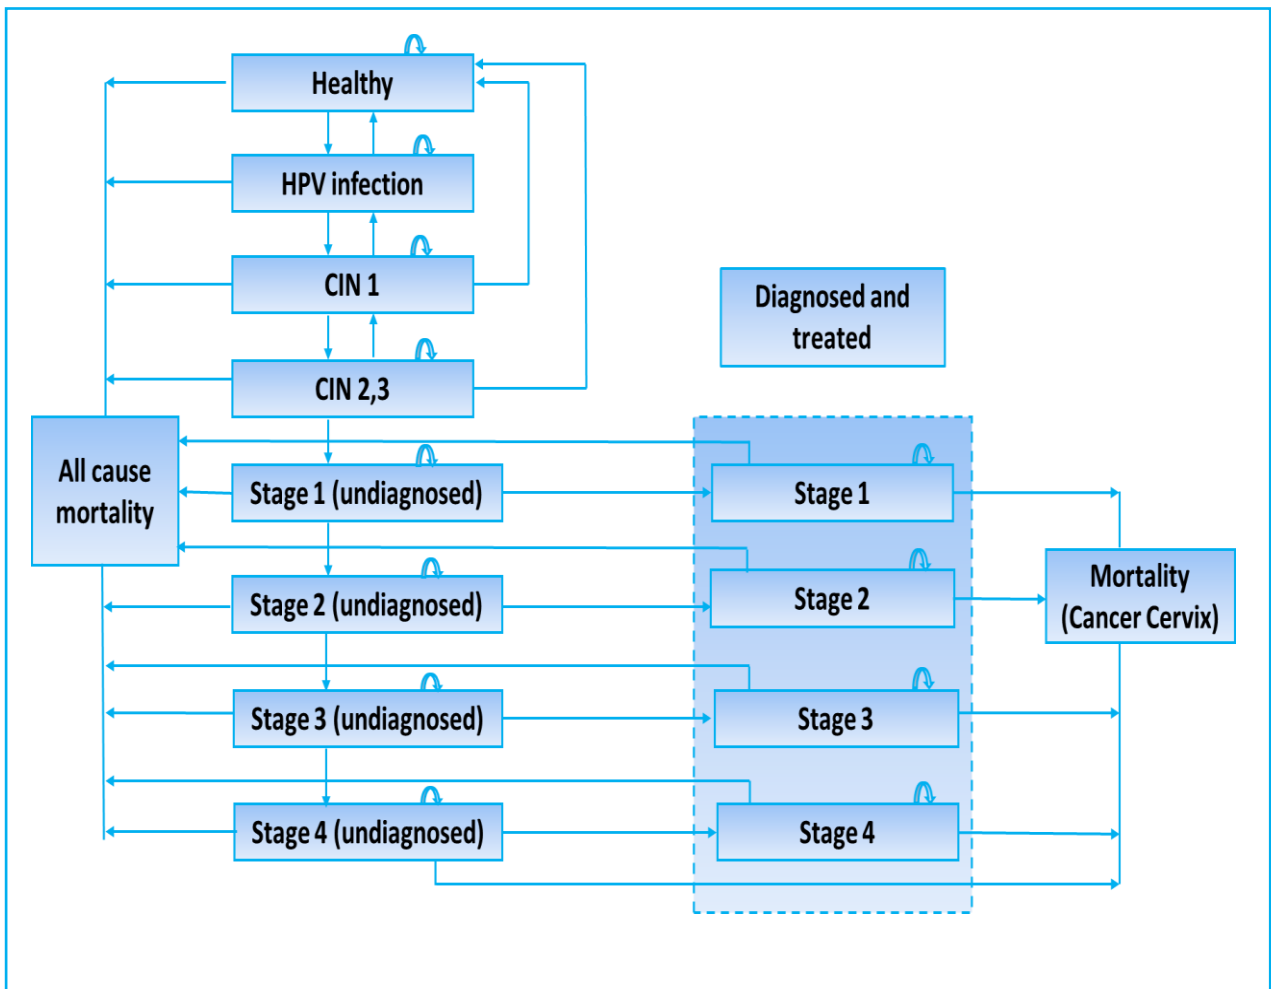 Healthy
HPV infection
CIN 1
CIN 2,3
Diagnosed and
treated
All cause
mortality
Stage 1 (undiagnosed)
Stage 1
Stage 2 (undiagnosed)
Stage 2
Mortality
(Cancer Cervix)
Stage 3 (undiagnosed)
Stage 3
Stage 4 (undiagnosed)
Stage 4